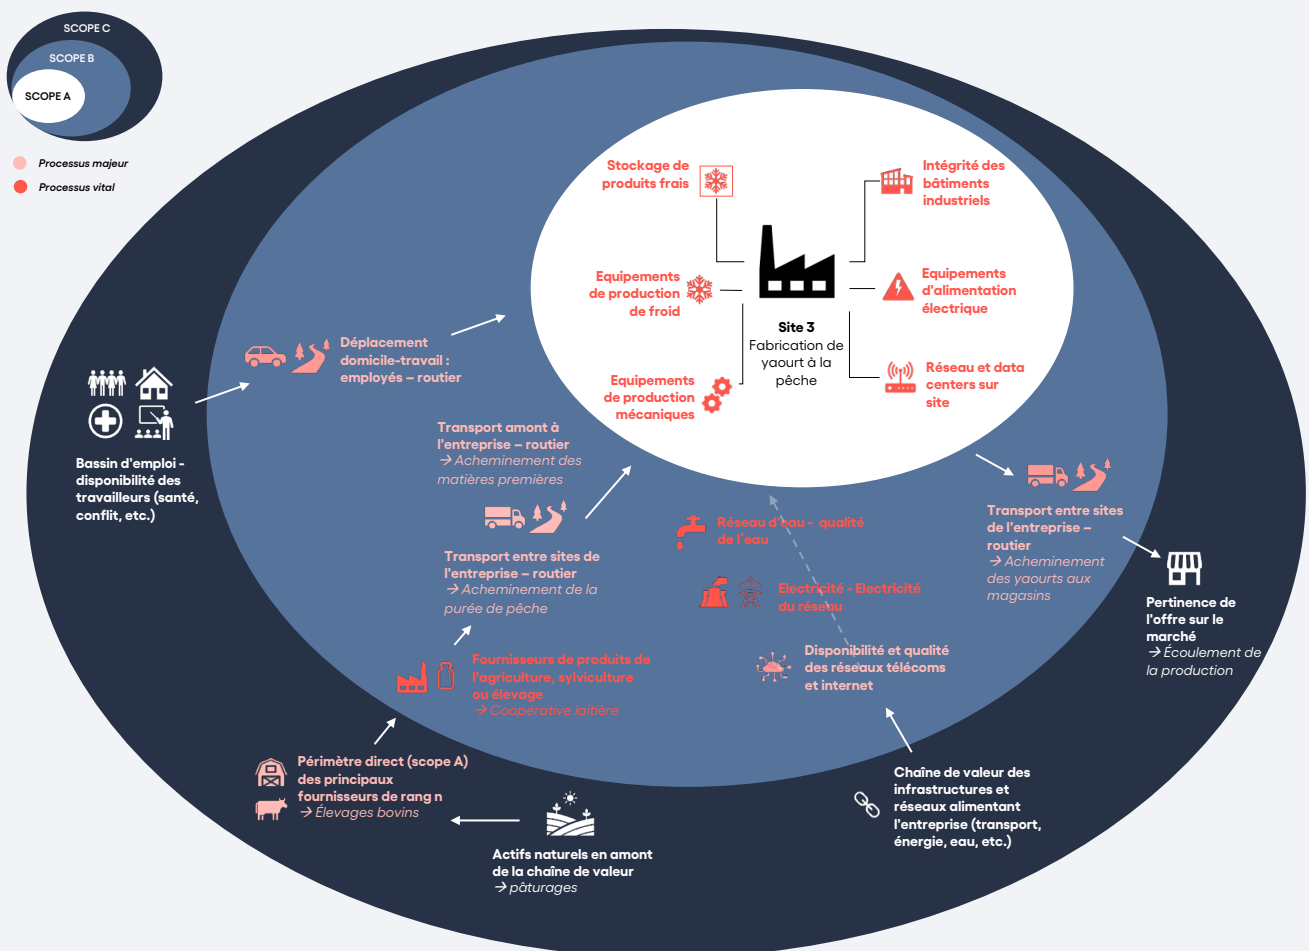 SCOPE C
SCOPE B
SCOPE A
Processus majeur
Processus vital
Stockage de
produits frais
Intégrité des
bâtiments
industriels
Equipements
de production
de froid
Equipements
d'alimentation
électrique
Site 3
Fabrication de
yaourt à la
pêche
Equipements
de production
mécaniques
Réseau et data
centers sur
site
Déplacement
domicile-travail :
employés – routier
Bassin d'emploi -
disponibilité des
travailleurs (santé,
conflit, etc.)
Transport amont à
l'entreprise – routier
→ Acheminement des
matières premières
Transport entre sites de
l'entreprise – routier
→ Acheminement de la
purée de pêche
Réseau d'eau - qualité
de l'eau
Electricité - Electricité
du réseau
Disponibilité et qualité
des réseaux télécoms
et internet
Transport entre sites
de l'entreprise –
routier
→ Acheminement
des yaourts aux
magasins
Pertinence de
l'offre sur le
marché
→ Écoulement de
la production
Fournisseurs de produits de
l'agriculture, sylviculture
ou élevage
→ Coopérative laitière
Périmètre direct (scope A)
des principaux
fournisseurs de rang n
→ Élevages bovins
Actifs naturels en amont
de la chaîne de valeur
→ pâturages
Chaîne de valeur des
infrastructures et
réseaux alimentant
l'entreprise (transport,
énergie, eau, etc.)